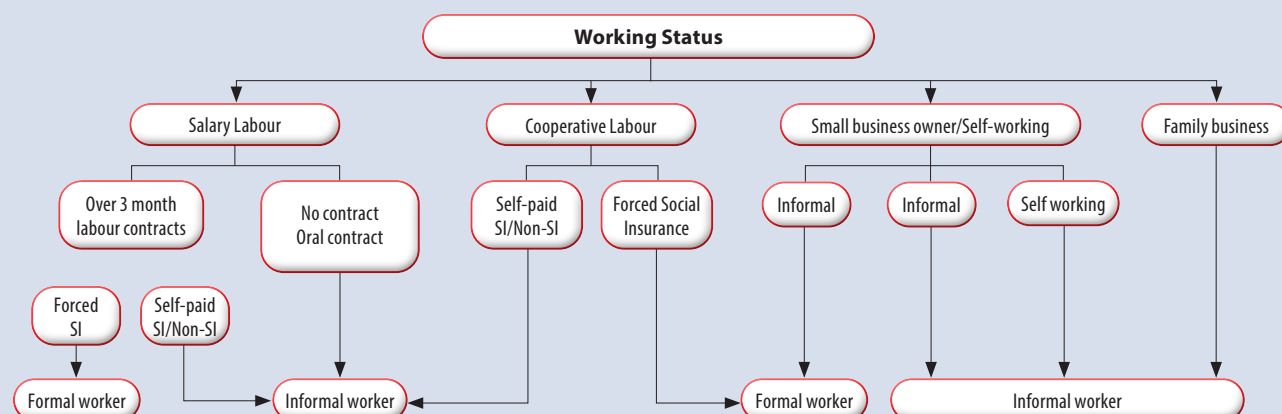 Working Status
Salary Labour
Cooperative Labour
Small business owner/Self-working
Family business
Over 3 month
labour contracts
No contract
Oral contract
Self-paid
SI/Non-SI
Forced Social
Insurance
Informal
Informal
Self working
Forced
SI
Self-paid
SI/Non-SI
Formal worker
Informal worker
Formal worker
Informal worker